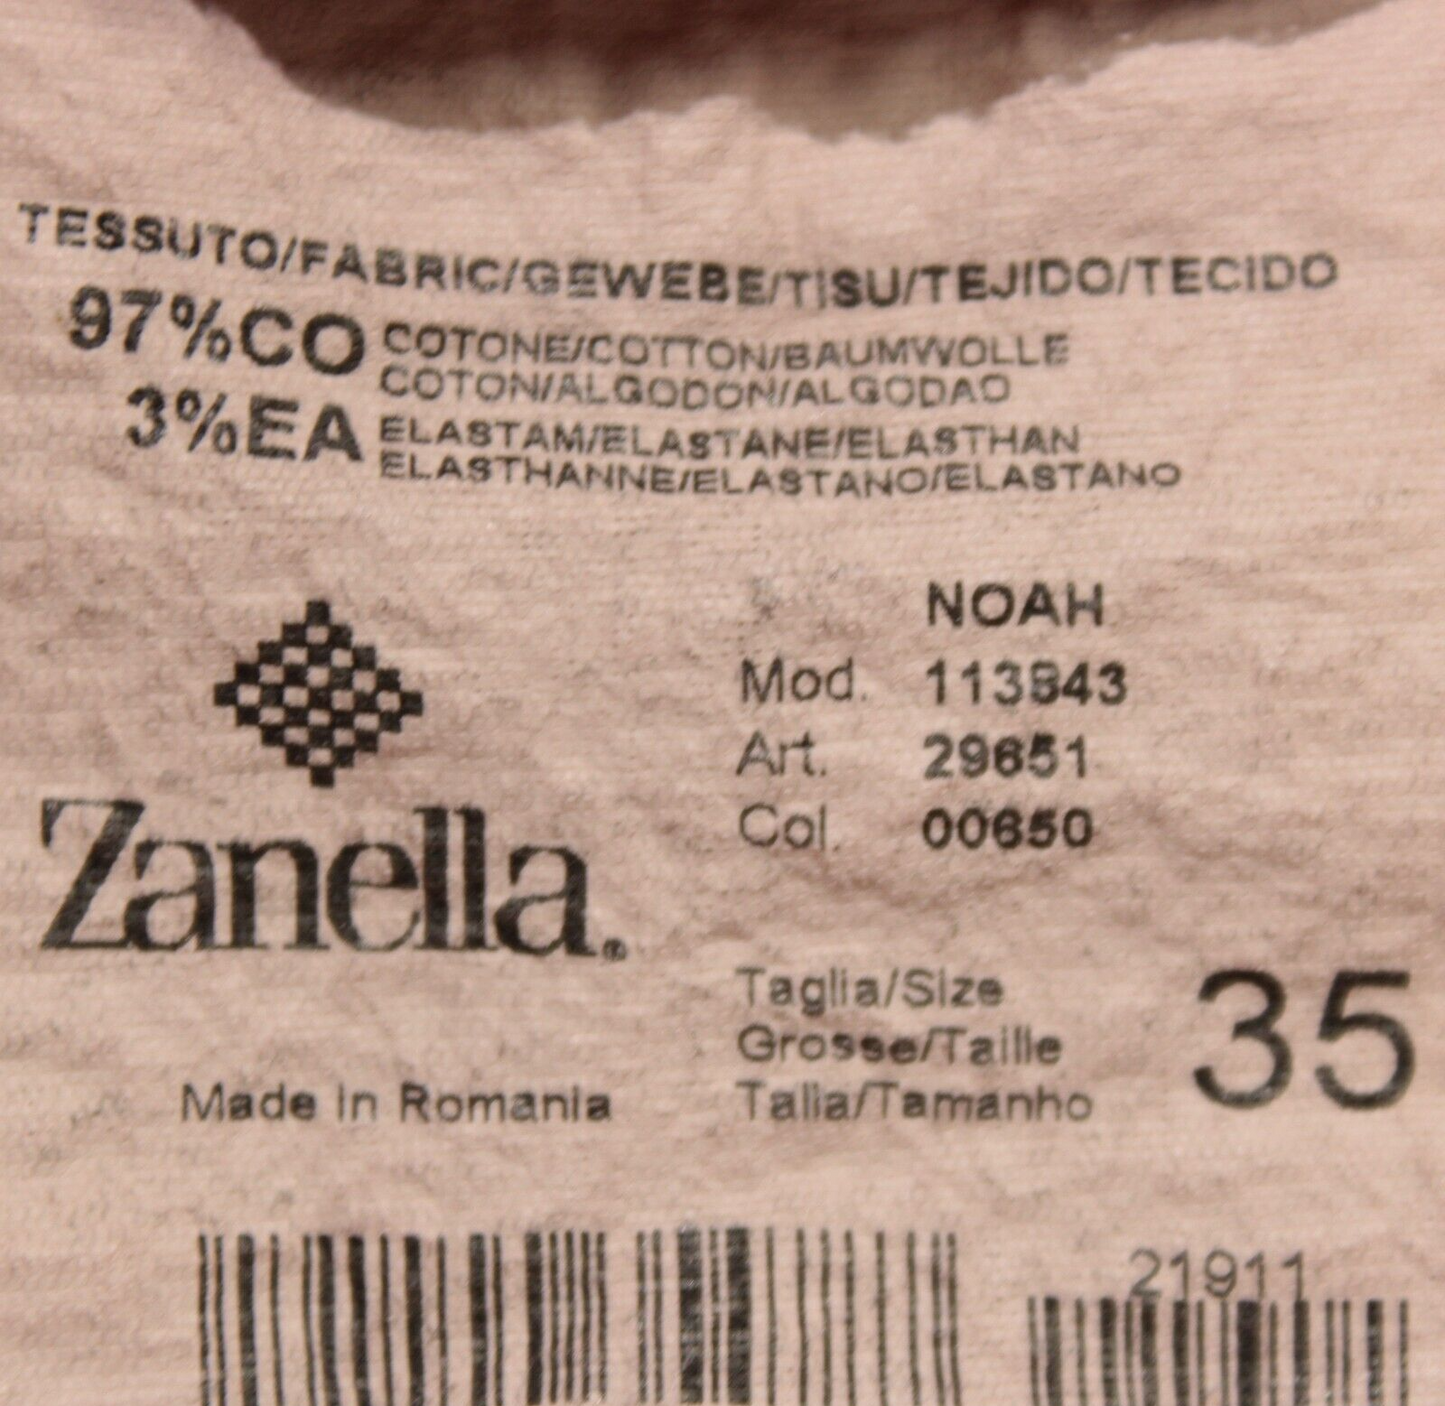 TESSUTO/FABRIC/GEWEBE/TISU/TEJIDO/TECIDO
97%CO COTONE/COTTON/BAUMWOLLE
COTON/ALGODON/ALGODAO
3%EA ELASTAM/ELASTANE/ELASTHAN
ELASTHANNE/ELASTANO/ELASTANO
NOAH
Mod. 113843
Art. 29651
Col. 00650
Zanella®
Taglia/Size
Grosse/Taille
Talla/Tamanho
35
Made in Romania
21911